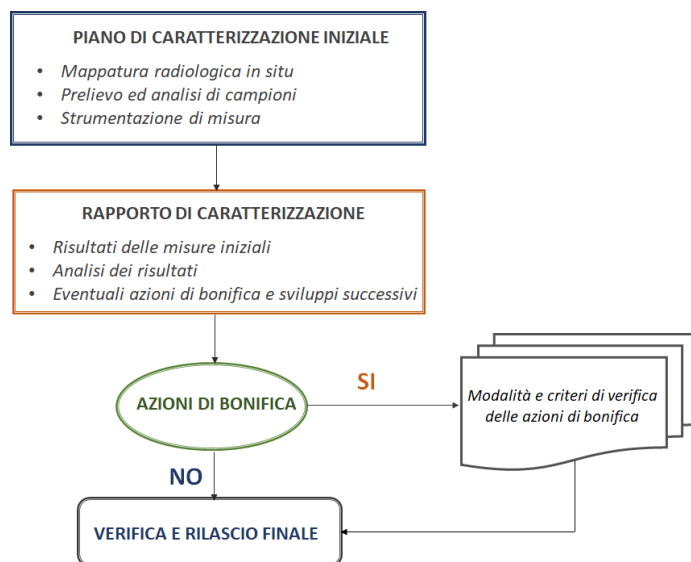 PIANO DI CARATTERIZZAZIONE INIZIALE
• Mappatura radiologica in situ
• Prelievo ed analisi di campioni
• Strumentazione di misura
RAPPORTO DI CARATTERIZZAZIONE
• Risultati delle misure iniziali
• Analisi dei risultati
• Eventuali azioni di bonifica e sviluppi successivi
AZIONI DI BONIFICA
SI
Modalità e criteri di verifica
delle azioni di bonifica
NO
VERIFICA E RILASCIO FINALE